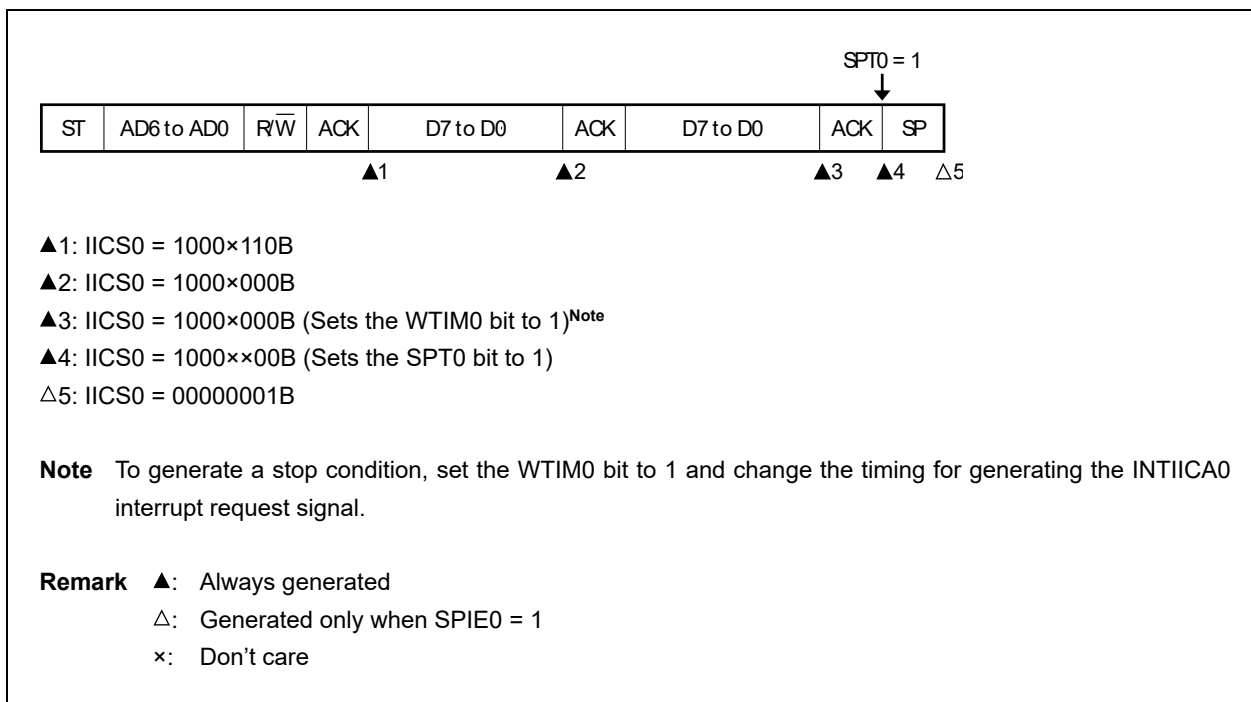 SPT0 = 1
ST AD6 to AD0 R/W̅ ACK D7 to D0 ACK D7 to D0 ACK SP
▲1 ▲2 ▲3 ▲4 △5
▲1: IICS0 = 1000×110B
▲2: IICS0 = 1000×000B
▲3: IICS0 = 1000×000B (Sets the WTIM0 bit to 1)Note
▲4: IICS0 = 1000××00B (Sets the SPT0 bit to 1)
△5: IICS0 = 00000001B
Note To generate a stop condition, set the WTIM0 bit to 1 and change the timing for generating the INTIICA0
interrupt request signal.
Remark ▲: Always generated
△: Generated only when SPIE0 = 1
×: Don't care